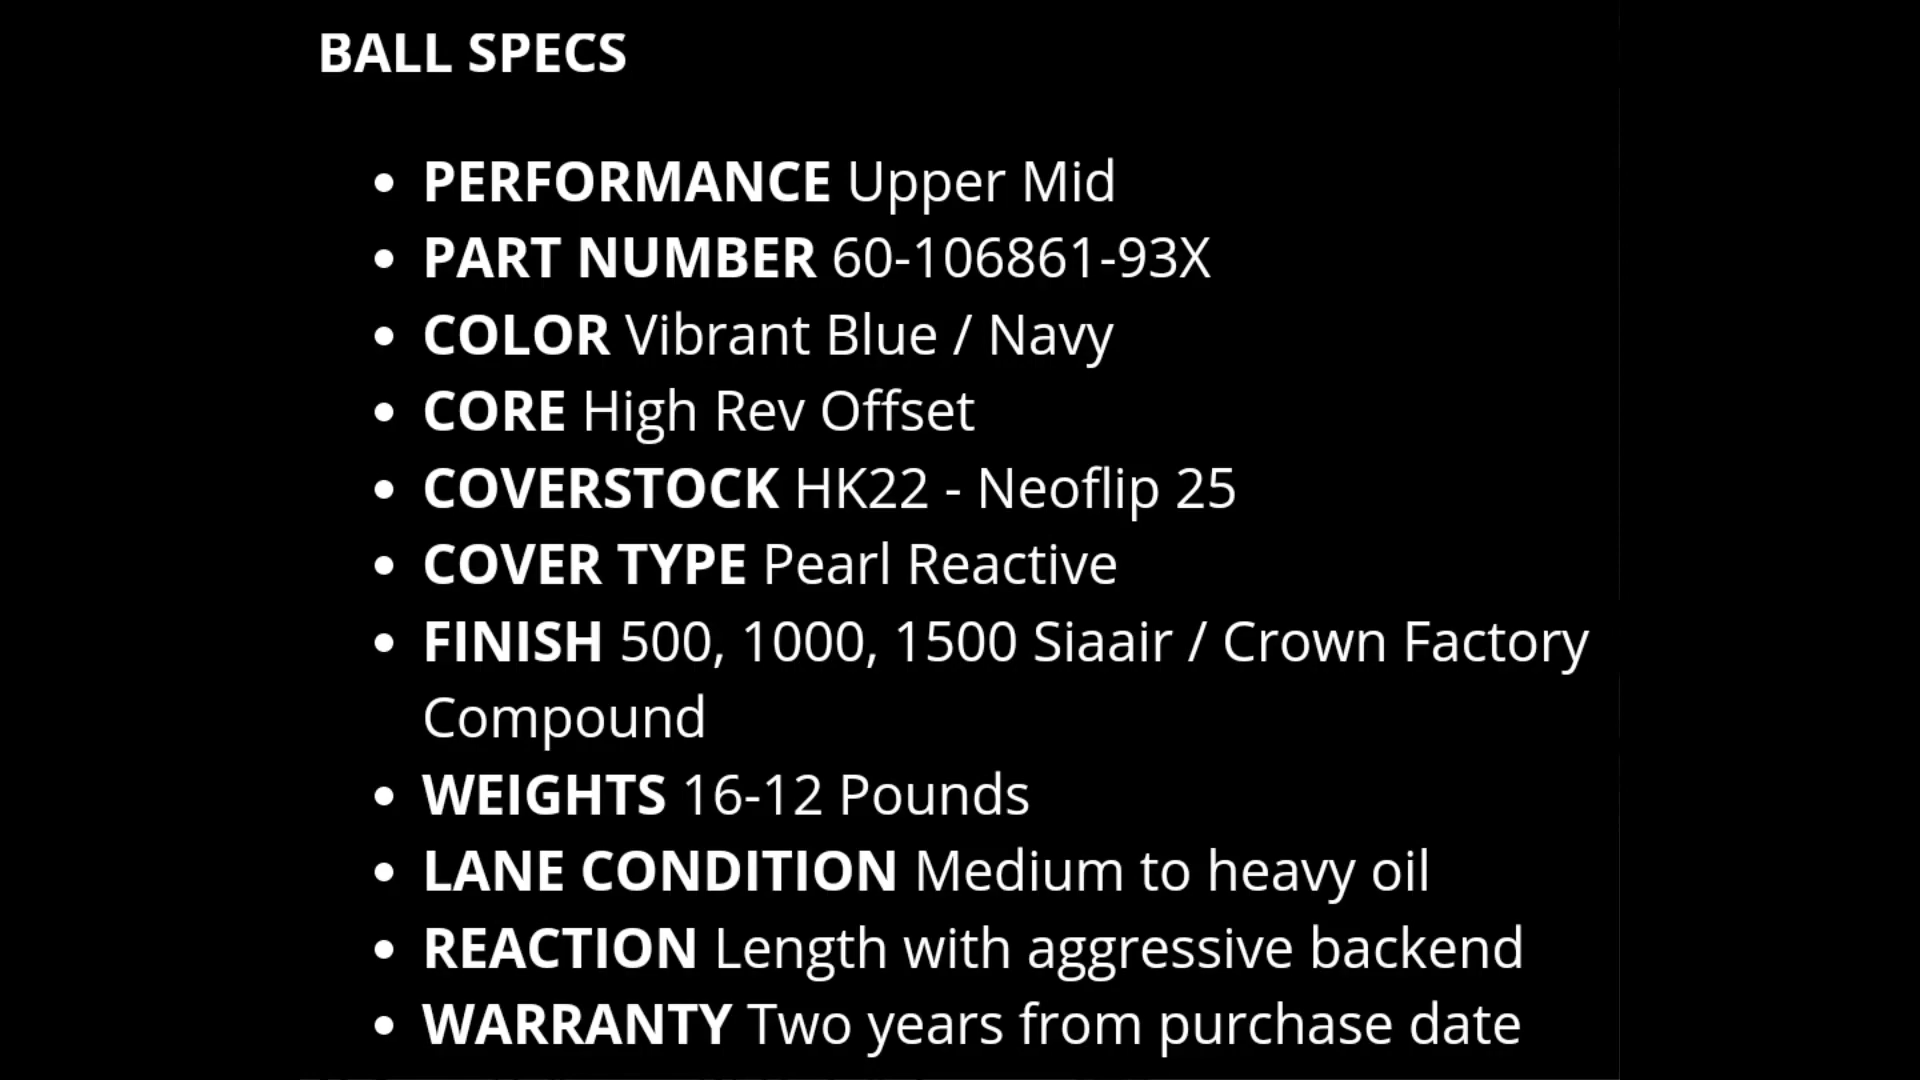 BALL SPECS
• PERFORMANCE Upper Mid
• PART NUMBER 60-106861-93X
• COLOR Vibrant Blue / Navy
• CORE High Rev Offset
• COVERSTOCK HK22 - Neoflip 25
• COVER TYPE Pearl Reactive
• FINISH 500, 1000, 1500 Siaair / Crown Factory
Compound
• WEIGHTS 16-12 Pounds
• LANE CONDITION Medium to heavy oil
• REACTION Length with aggressive backend
• WARRANTY Two years from purchase date